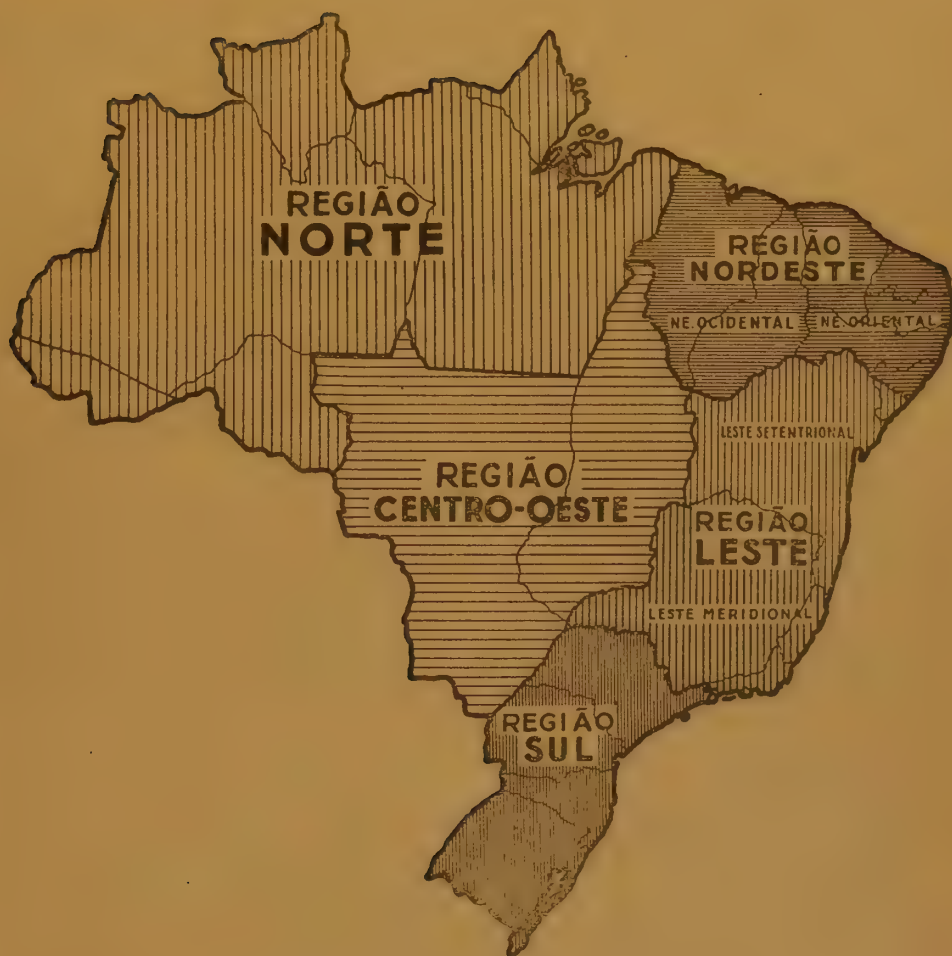 REGIÃO
NORTE
REGIÃO
NORDESTE
NE. OCIDENTAL
NE. ORIENTAL
LESTE SETENTRIONAL
REGIÃO
CENTRO-OESTE
REGIÃO
LESTE
LESTE MERIDIONAL
REGIÃO
SUL